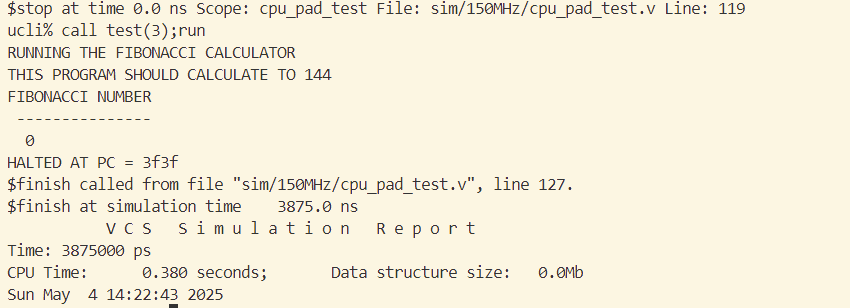 $stop at time 0.0 ns Scope: cpu_pad_test File: sim/150MHz/cpu_pad_test.v Line: 119
ucli% call test(3);run
RUNNING THE FIBONACCI CALCULATOR
THIS PROGRAM SHOULD CALCULATE TO 144
FIBONACCI NUMBER
---------------
0
HALTED AT PC = 3f3f
$finish called from file "sim/150MHz/cpu_pad_test.v", line 127.
$finish at simulation time    3875.0 ns
V C S   S i m u l a t i o n   R e p o r t
Time: 3875000 ps
CPU Time:      0.380 seconds;       Data structure size:   0.0Mb
Sun May  4 14:22:43 2025